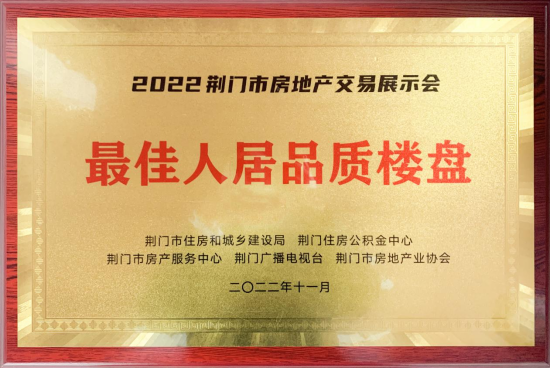 2022荆门市房地产交易展示会
最佳人居品质楼盘
荆门市住房和城乡建设局 荆门住房公积金中心
荆门市房产服务中心 荆门广播电视台 荆门市房地产业协会
二〇二二年十一月